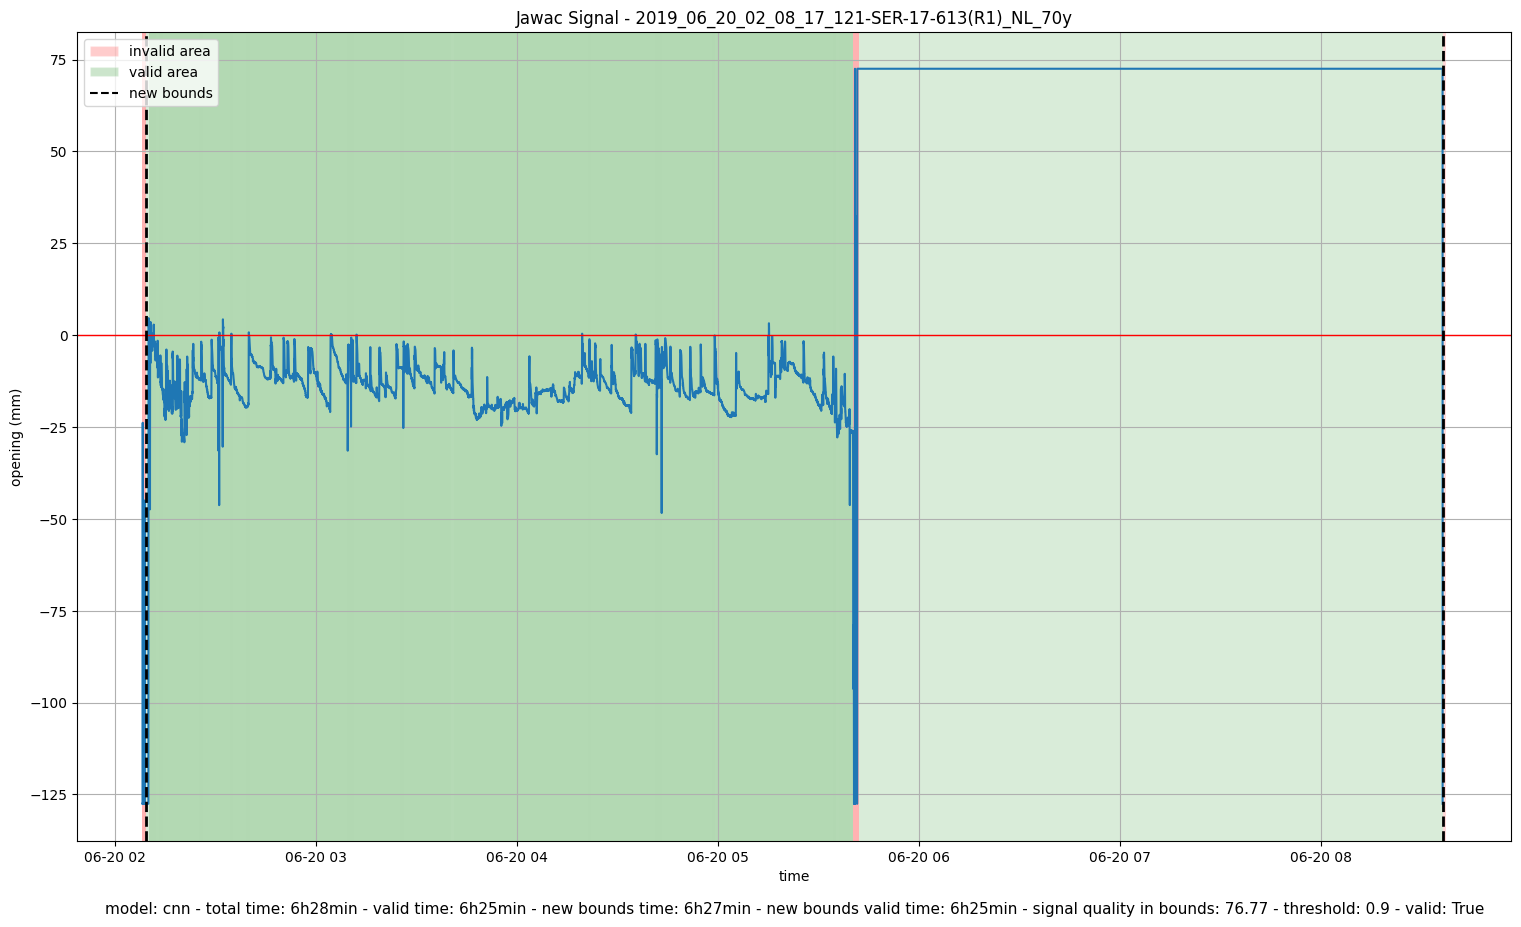 Jawac Signal - 2019_06_20_02_08_17_121-SER-17-613(R1)_NL_70y
invalid area
valid area
new bounds
75
50
25
0
−25
−50
−75
−100
−125
opening (mm)
06-20 02
06-20 03
06-20 04
06-20 05
06-20 06
06-20 07
06-20 08
time
model: cnn - total time: 6h28min - valid time: 6h25min - new bounds time: 6h27min - new bounds valid time: 6h25min - signal quality in bounds: 76.77 - threshold: 0.9 - valid: True